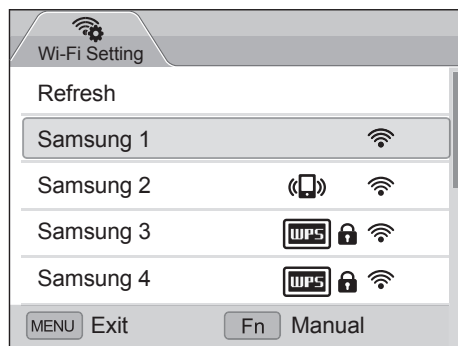 Wi-Fi Setting
Refresh
Samsung 1
Samsung 2
Samsung 3 WPS
Samsung 4 WPS
MENU Exit Fn Manual